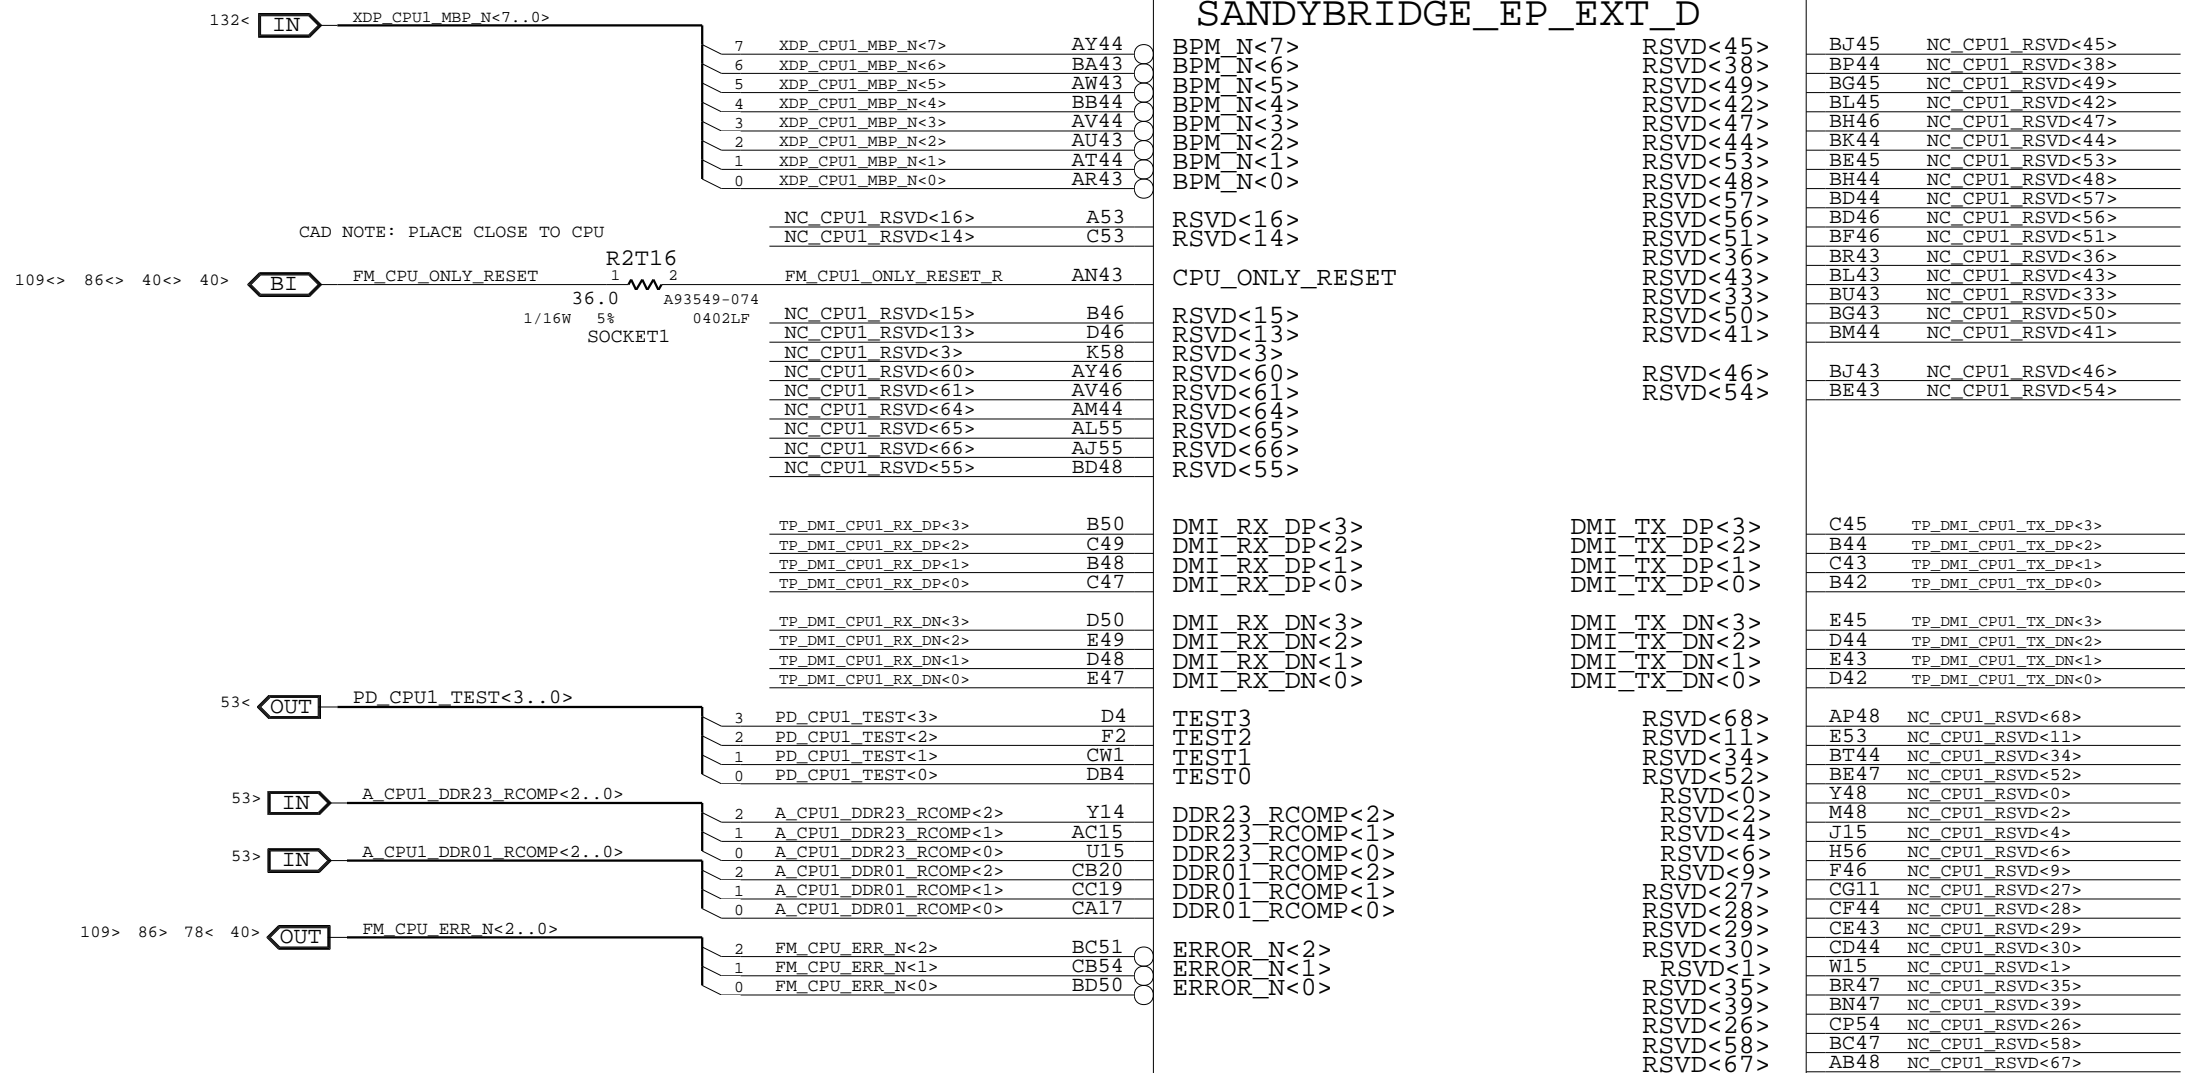 SANDYBRIDGE_EP_EXT_D
132< IN XDP_CPU1_MBP_N<7..0>
7 XDP_CPU1_MBP_N<7> AY44 BPM_N<7> RSVD<45> BJ45 NC_CPU1_RSVD<45>
6 XDP_CPU1_MBP_N<6> BA43 BPM_N<6> RSVD<38> BP44 NC_CPU1_RSVD<38>
5 XDP_CPU1_MBP_N<5> AW43 BPM_N<5> RSVD<49> BG45 NC_CPU1_RSVD<49>
4 XDP_CPU1_MBP_N<4> BB44 BPM_N<4> RSVD<42> BL45 NC_CPU1_RSVD<42>
3 XDP_CPU1_MBP_N<3> AV44 BPM_N<3> RSVD<47> BH46 NC_CPU1_RSVD<47>
2 XDP_CPU1_MBP_N<2> AU43 BPM_N<2> RSVD<44> BK44 NC_CPU1_RSVD<44>
1 XDP_CPU1_MBP_N<1> AT44 BPM_N<1> RSVD<53> BE45 NC_CPU1_RSVD<53>
0 XDP_CPU1_MBP_N<0> AR43 BPM_N<0> RSVD<48> BH44 NC_CPU1_RSVD<48>
RSVD<57> BD44 NC_CPU1_RSVD<57>
NC_CPU1_RSVD<16> A53 RSVD<16> RSVD<56> BD46 NC_CPU1_RSVD<56>
NC_CPU1_RSVD<14> C53 RSVD<14> RSVD<51> BF46 NC_CPU1_RSVD<51>
CAD NOTE: PLACE CLOSE TO CPU
RSVD<36> BR43 NC_CPU1_RSVD<36>
R2T16
109<> 86<> 40<> 40> BI FM_CPU_ONLY_RESET 1 2 FM_CPU1_ONLY_RESET_R AN43 CPU_ONLY_RESET RSVD<43> BL43 NC_CPU1_RSVD<43>
36.0 A93549-074 RSVD<33> BU43 NC_CPU1_RSVD<33>
1/16W 5% 0402LF NC_CPU1_RSVD<15> B46 RSVD<15> RSVD<50> BG43 NC_CPU1_RSVD<50>
SOCKET1 NC_CPU1_RSVD<13> D46 RSVD<13> RSVD<41> BM44 NC_CPU1_RSVD<41>
NC_CPU1_RSVD<3> K58 RSVD<3>
NC_CPU1_RSVD<60> AY46 RSVD<60> RSVD<46> BJ43 NC_CPU1_RSVD<46>
NC_CPU1_RSVD<61> AV46 RSVD<61> RSVD<54> BE43 NC_CPU1_RSVD<54>
NC_CPU1_RSVD<64> AM44 RSVD<64>
NC_CPU1_RSVD<65> AL55 RSVD<65>
NC_CPU1_RSVD<66> AJ55 RSVD<66>
NC_CPU1_RSVD<55> BD48 RSVD<55>
TP_DMI_CPU1_RX_DP<3> B50 DMI_RX_DP<3> DMI_TX_DP<3> C45 TP_DMI_CPU1_TX_DP<3>
TP_DMI_CPU1_RX_DP<2> C49 DMI_RX_DP<2> DMI_TX_DP<2> B44 TP_DMI_CPU1_TX_DP<2>
TP_DMI_CPU1_RX_DP<1> B48 DMI_RX_DP<1> DMI_TX_DP<1> C43 TP_DMI_CPU1_TX_DP<1>
TP_DMI_CPU1_RX_DP<0> C47 DMI_RX_DP<0> DMI_TX_DP<0> B42 TP_DMI_CPU1_TX_DP<0>
TP_DMI_CPU1_RX_DN<3> D50 DMI_RX_DN<3> DMI_TX_DN<3> E45 TP_DMI_CPU1_TX_DN<3>
TP_DMI_CPU1_RX_DN<2> E49 DMI_RX_DN<2> DMI_TX_DN<2> D44 TP_DMI_CPU1_TX_DN<2>
TP_DMI_CPU1_RX_DN<1> D48 DMI_RX_DN<1> DMI_TX_DN<1> E43 TP_DMI_CPU1_TX_DN<1>
TP_DMI_CPU1_RX_DN<0> E47 DMI_RX_DN<0> DMI_TX_DN<0> D42 TP_DMI_CPU1_TX_DN<0>
53< OUT PD_CPU1_TEST<3..0>
3 PD_CPU1_TEST<3> D4 TEST3 RSVD<68> AP48 NC_CPU1_RSVD<68>
2 PD_CPU1_TEST<2> F2 TEST2 RSVD<11> E53 NC_CPU1_RSVD<11>
1 PD_CPU1_TEST<1> CW1 TEST1 RSVD<34> BT44 NC_CPU1_RSVD<34>
0 PD_CPU1_TEST<0> DB4 TEST0 RSVD<52> BE47 NC_CPU1_RSVD<52>
53> IN A_CPU1_DDR23_RCOMP<2..0> RSVD<0> Y48 NC_CPU1_RSVD<0>
2 A_CPU1_DDR23_RCOMP<2> Y14 DDR23_RCOMP<2> RSVD<2> M48 NC_CPU1_RSVD<2>
1 A_CPU1_DDR23_RCOMP<1> AC15 DDR23_RCOMP<1> RSVD<4> J15 NC_CPU1_RSVD<4>
53> IN A_CPU1_DDR01_RCOMP<2..0>
0 A_CPU1_DDR23_RCOMP<0> U15 DDR23_RCOMP<0> RSVD<6> H56 NC_CPU1_RSVD<6>
2 A_CPU1_DDR01_RCOMP<2> CB20 DDR01_RCOMP<2> RSVD<9> F46 NC_CPU1_RSVD<9>
1 A_CPU1_DDR01_RCOMP<1> CC19 DDR01_RCOMP<1> RSVD<27> CG11 NC_CPU1_RSVD<27>
0 A_CPU1_DDR01_RCOMP<0> CA17 DDR01_RCOMP<0> RSVD<28> CF44 NC_CPU1_RSVD<28>
109> 86> 78< 40> OUT FM_CPU_ERR_N<2..0> RSVD<29> CE43 NC_CPU1_RSVD<29>
2 FM_CPU_ERR_N<2> BC51 ERROR_N<2> RSVD<30> CD44 NC_CPU1_RSVD<30>
1 FM_CPU_ERR_N<1> CB54 ERROR_N<1> RSVD<1> W15 NC_CPU1_RSVD<1>
0 FM_CPU_ERR_N<0> BD50 ERROR_N<0> RSVD<35> BR47 NC_CPU1_RSVD<35>
RSVD<39> BN47 NC_CPU1_RSVD<39>
RSVD<26> CP54 NC_CPU1_RSVD<26>
RSVD<58> BC47 NC_CPU1_RSVD<58>
RSVD<67> AB48 NC_CPU1_RSVD<67>